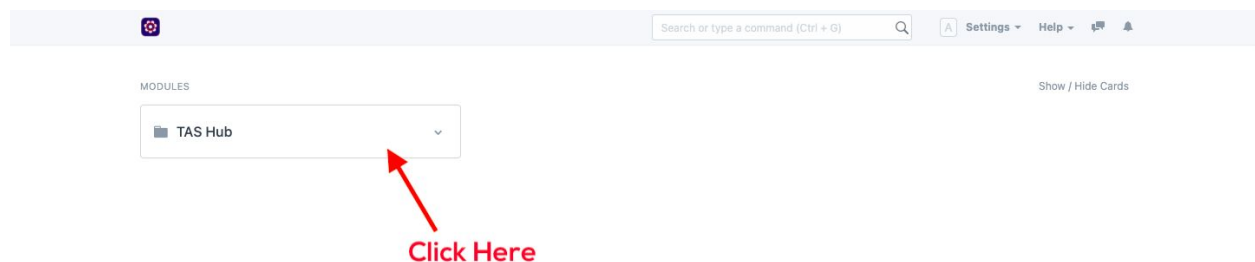 Search or type a command (Ctrl + G)
A Settings Help
MODULES
Show / Hide Cards
TAS Hub
Click Here